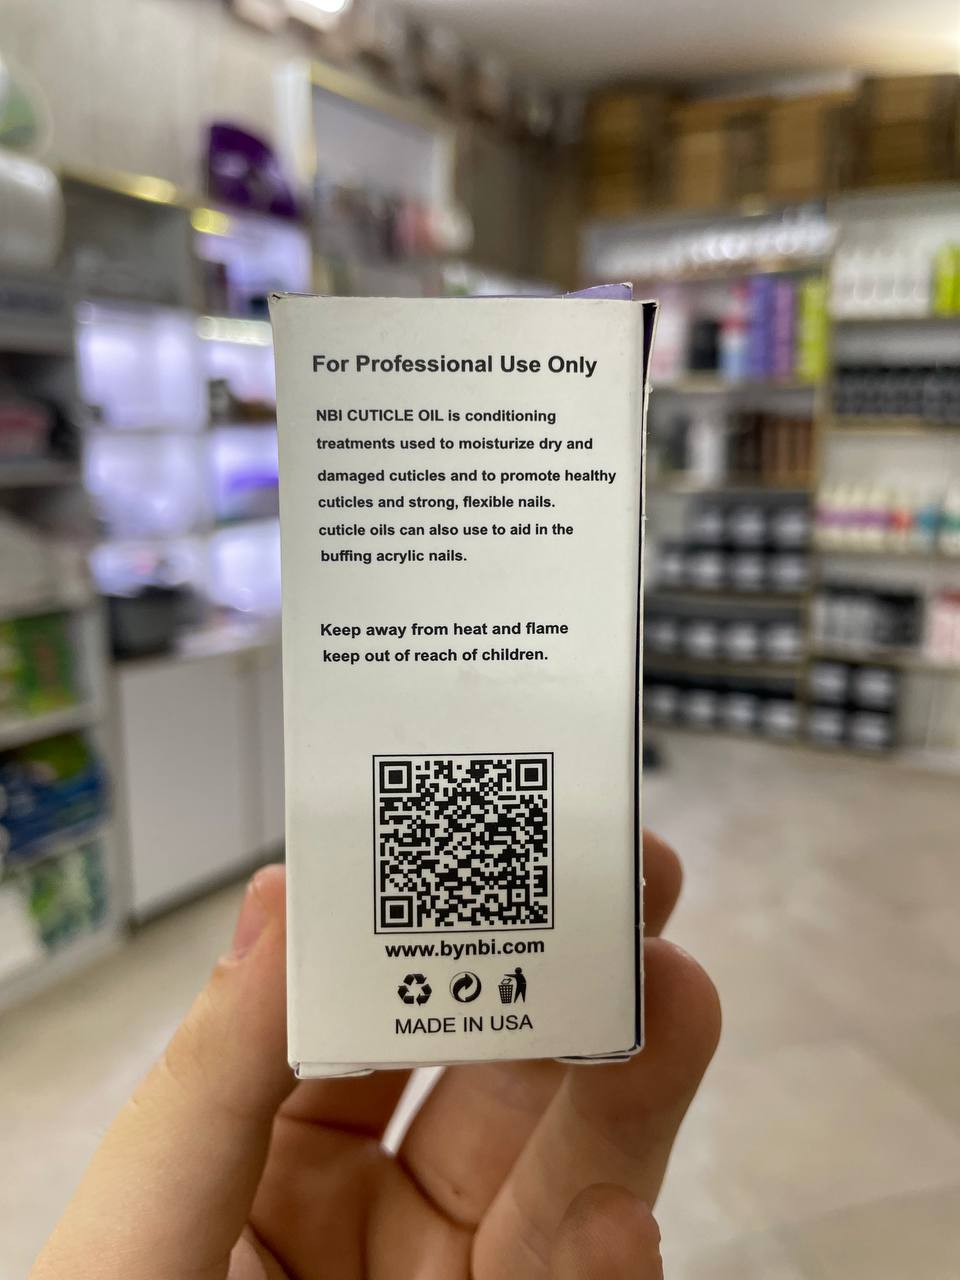 For Professional Use Only
NBI CUTICLE OIL is conditioning
treatments used to moisturize dry and
damaged cuticles and to promote healthy
cuticles and strong, flexible nails.
cuticle oils can also use to aid in the
buffing acrylic nails.
Keep away from heat and flame
keep out of reach of children.
www.bynbi.com
MADE IN USA